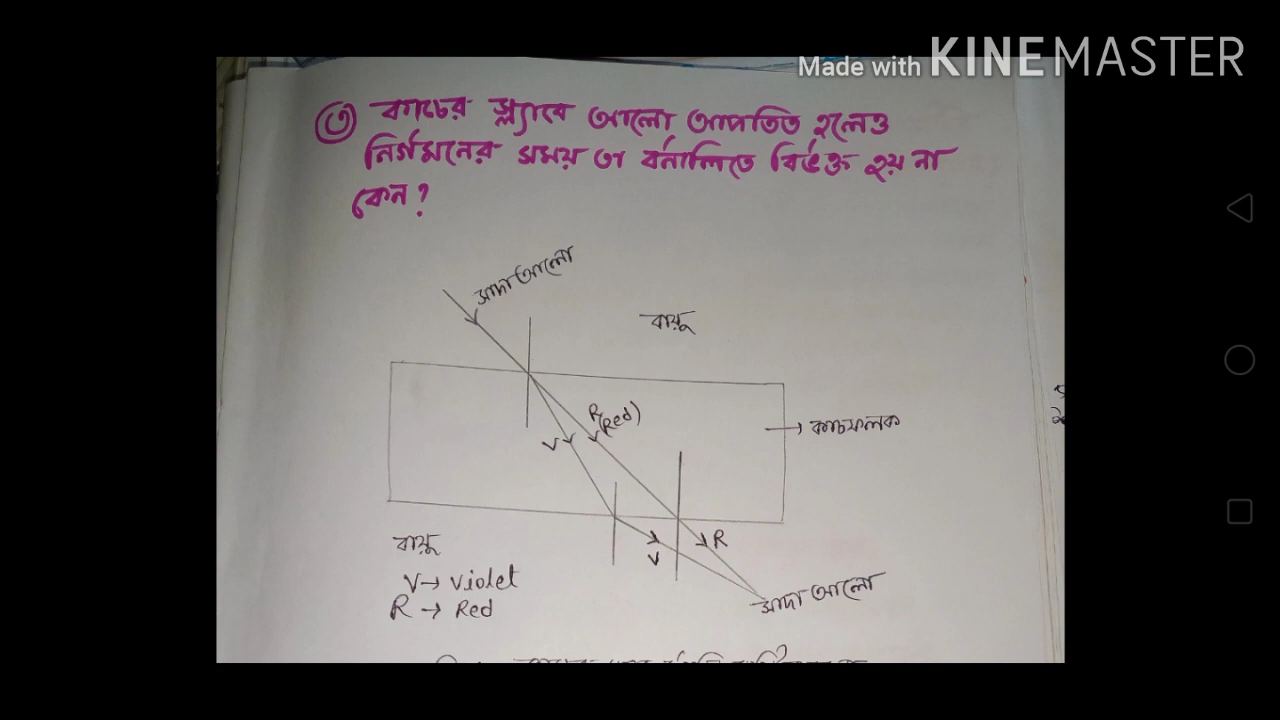 Made with KINEMASTER
৩ কাচের স্ল্যাবে আলো আপতিত হলেও
নির্গমনের সময় তা বর্নালিতে বিভক্ত হয় না
কেন?
সাদা আলো
বায়ু
R (Red)
V
কাচফলক
বায়ু
R
V
V→ Violet
R → Red
সাদা আলো